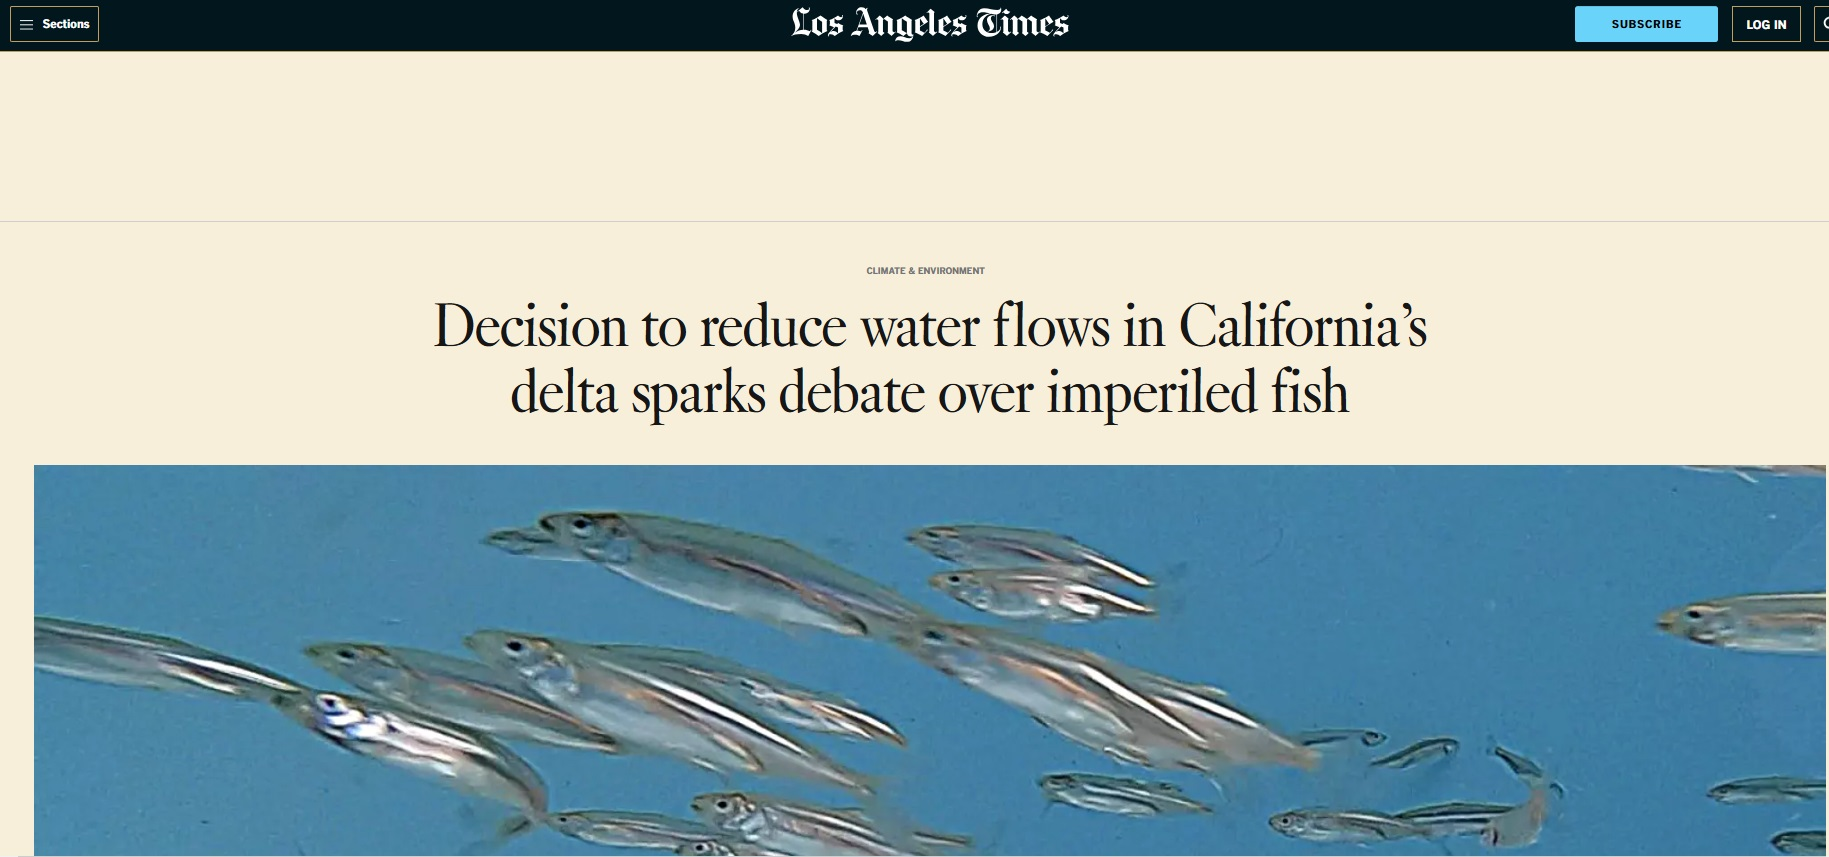 Sections
Los Angeles Times
SUBSCRIBE
LOG IN
CLIMATE & ENVIRONMENT
Decision to reduce water flows in California’s
delta sparks debate over imperiled fish